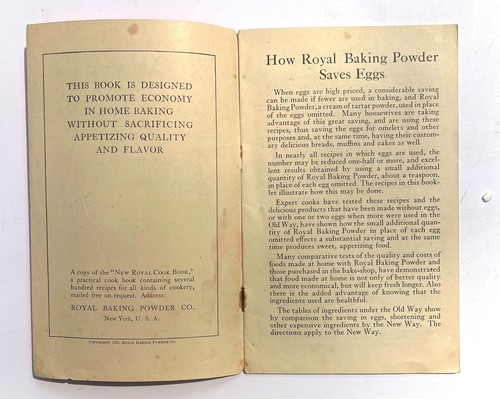 THIS BOOK IS DESIGNED
TO PROMOTE ECONOMY
IN HOME BAKING
WITHOUT SACRIFICING
APPETIZING QUALITY
AND FLAVOR
A copy of the "NEW ROYAL COOK BOOK,"
a practical cook book containing several
hundred recipes for all kinds of cookery,
mailed free on request. Address:
ROYAL BAKING POWDER CO.
New York, U. S. A.
COPYRIGHT, ROYAL BAKING POWDER CO.
How Royal Baking Powder
Saves Eggs
When eggs are high priced, a considerable saving
can be made if fewer are used in baking, and Royal
Baking Powder, a cream of tartar powder, used in place
of the eggs omitted. Many housewives are taking
advantage of this great saving, and are using these
recipes, thus saving the eggs for omelets and other
purposes and, at the same time, having their custom-
ary delicious breads, muffins and cakes as well.
In nearly all recipes in which eggs are used, the
number may be reduced one-half or more, and excel-
lent results obtained by using a small additional
quantity of Royal Baking Powder, about a teaspoon,
in place of each egg omitted. The recipes in this book-
let illustrate how this may be done.
Expert cooks have tested these recipes and the
delicious products that have been made without eggs,
or with one or two eggs when more were used in the
Old Way, have shown how the small additional quan-
tity of Royal Baking Powder in place of each egg
omitted effects a substantial saving and at the same
time produces sweet, appetizing food.
Many comparative tests of the quality and costs of
foods made at home with Royal Baking Powder and
those purchased in the bake-shop, have demonstrated
that food made at home is not only of better quality
and more economical, but will keep fresh longer. Also
there is the added advantage of knowing that the
ingredients used are healthful.
The tables of ingredients under the Old Way show
by comparison the saving in eggs, shortening and
other expensive ingredients by the New Way. The
directions apply to the New Way.